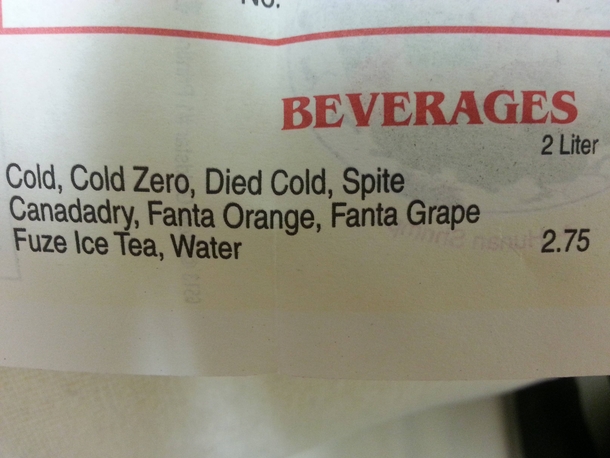 No.
BEVERAGES
2 Liter
Cold, Cold Zero, Died Cold, Spite
Canadadry, Fanta Orange, Fanta Grape
Fuze Ice Tea, Water 2.75